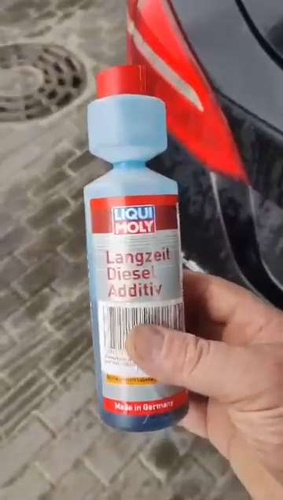 LIQUI
MOLY
Langzeit
Diesel
Additiv
Made in Germany